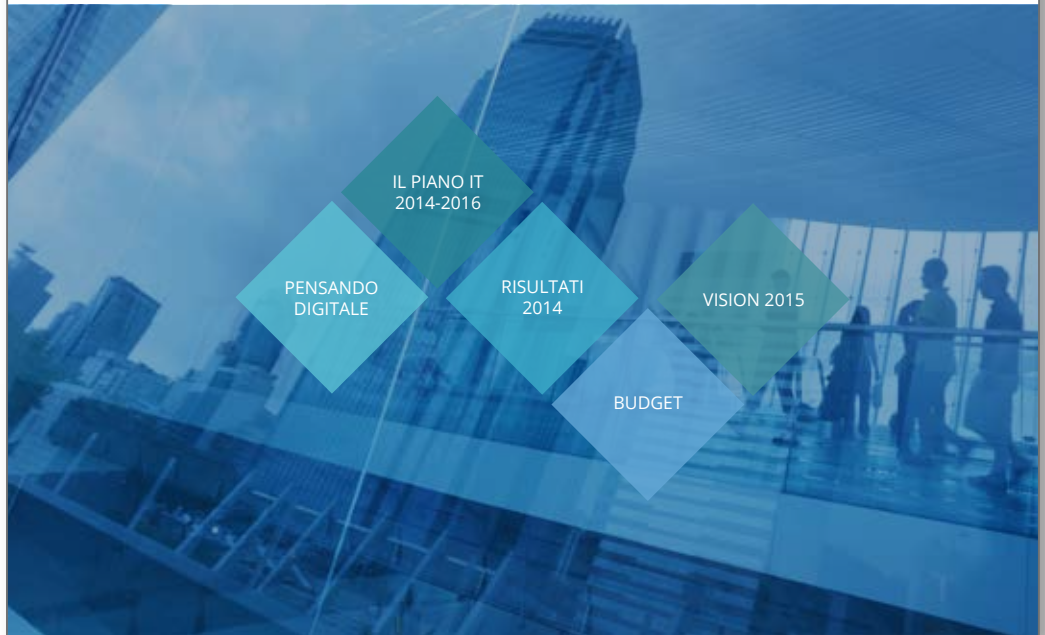 PENSANDO
DIGITALE
IL PIANO IT
2014-2016
RISULTATI
2014
BUDGET
VISION 2015